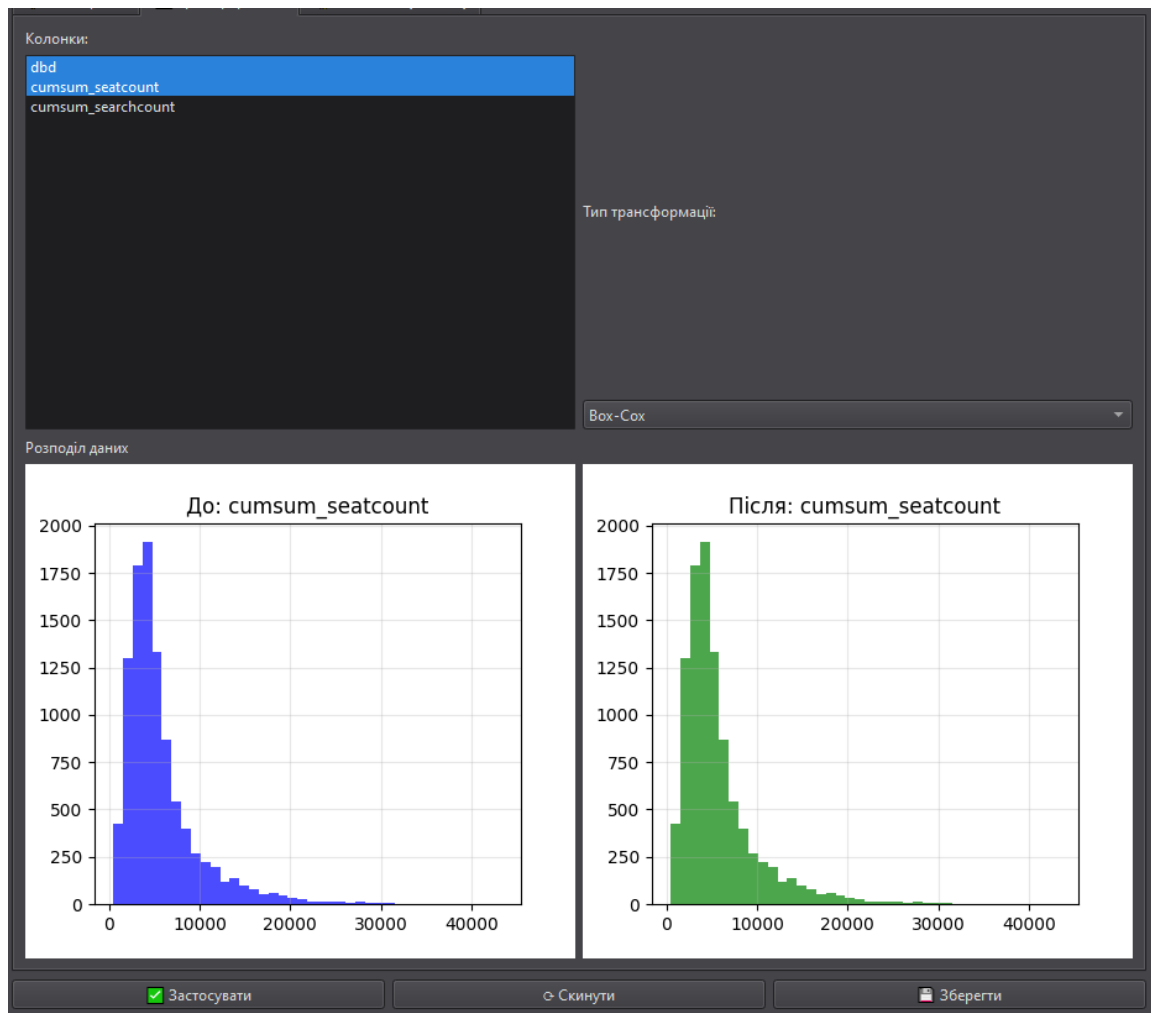 Колонки:
dbd
cumsum_seatcount
cumsum_searchcount
Тип трансформації:
Box-Cox
Розподіл даних
До: cumsum_seatcount
2000
1750
1500
1250
1000
750
500
250
0
0 10000 20000 30000 40000
Після: cumsum_seatcount
2000
1750
1500
1250
1000
750
500
250
0
0 10000 20000 30000 40000
Застосувати
Скинути
Зберегти